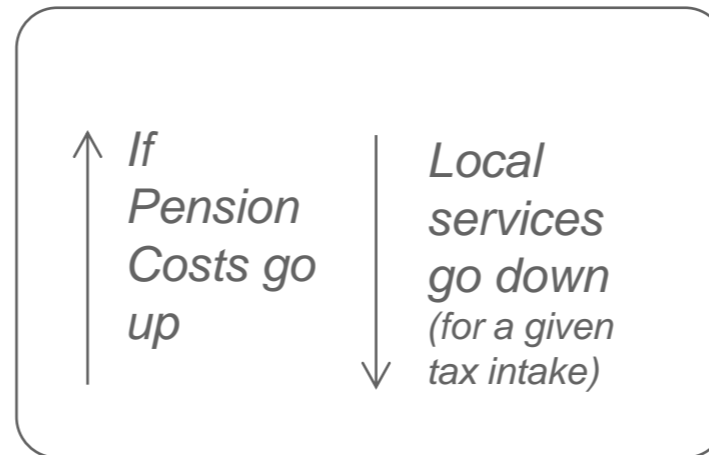 If
Pension
Costs go
up
Local
services
go down
(for a given
tax intake)